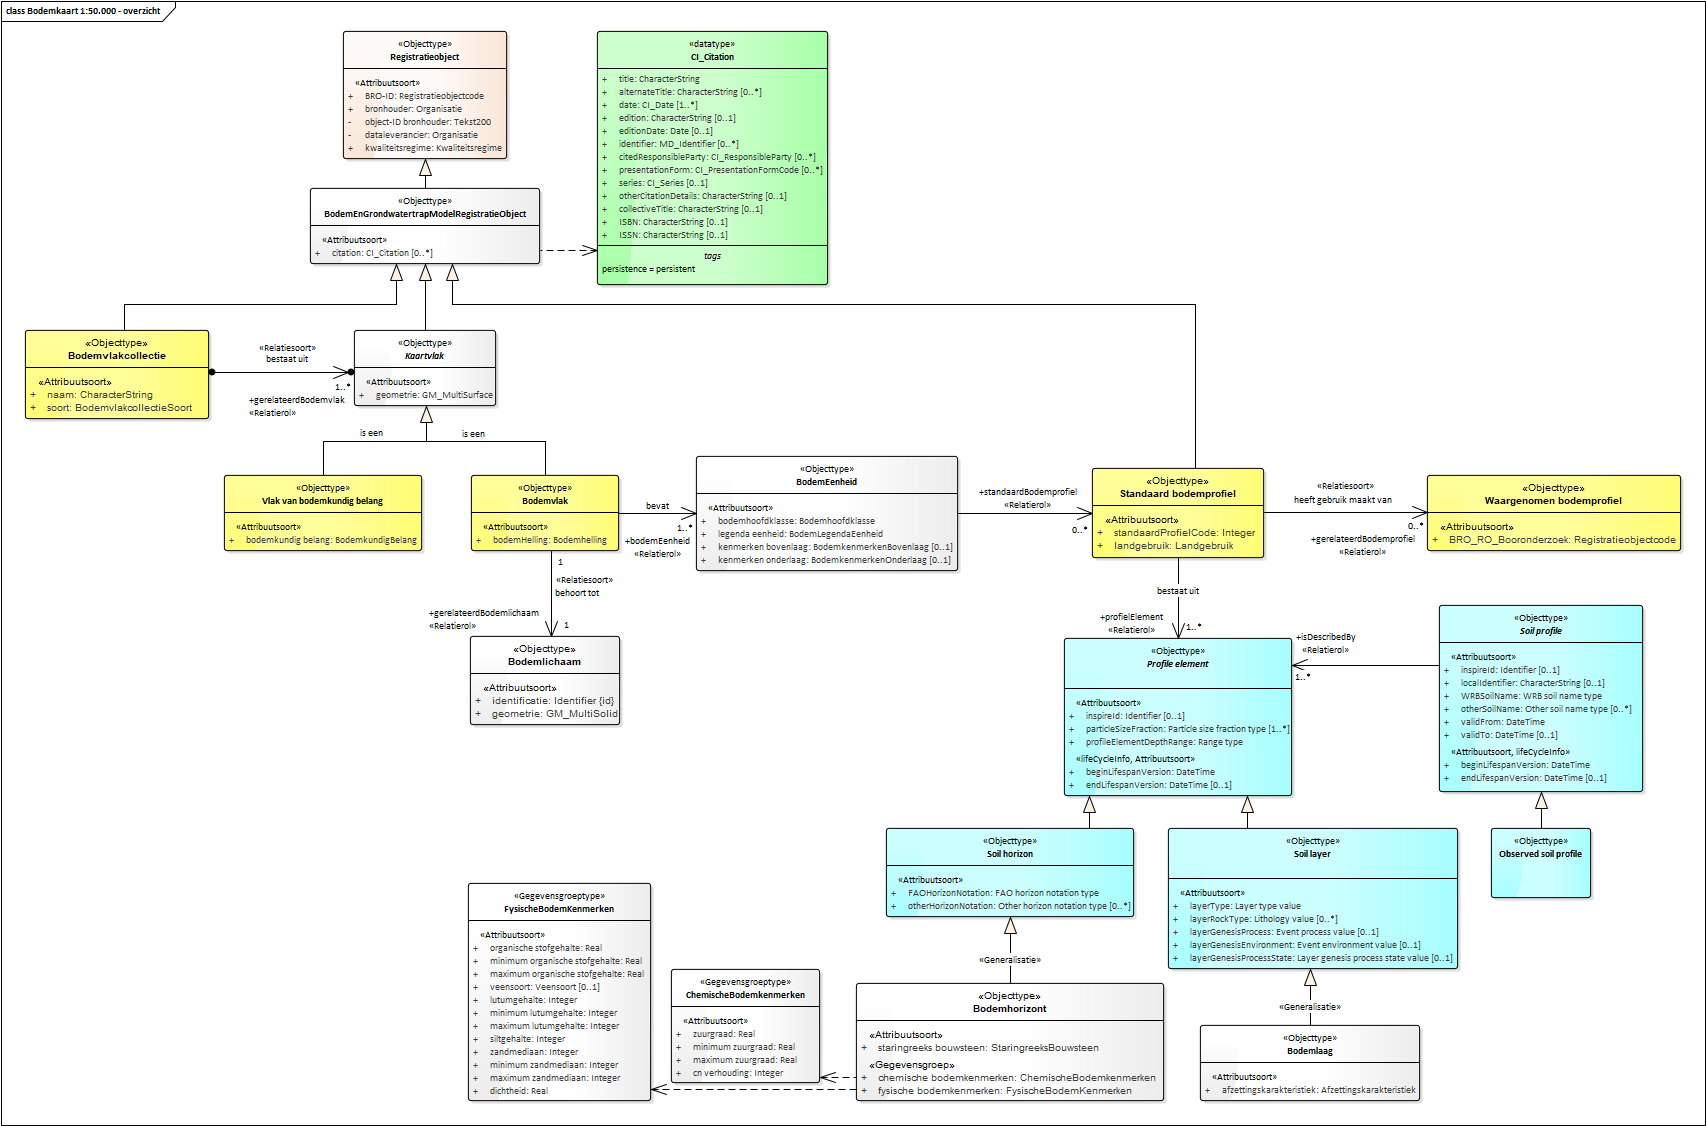 class Bodemkaart 1:50.000 - overzicht
«Objecttype»
Registratieobject
«Attribuutsoort»
+ BRO-ID: Registratieobjectcode
+ bronhouder: Organisatie
- object-ID bronhouder: Tekst200
- dataleverancier: Organisatie
+ kwaliteitsregime: Kwaliteitsregime
«datatype»
CI_Citation
+ title: CharacterString
+ alternateTitle: CharacterString [0..*]
+ date: CI_Date [1..*]
+ edition: CharacterString [0..1]
+ editionDate: Date [0..1]
+ identifier: MD_Identifier [0..*]
+ citedResponsibleParty: CI_ResponsibleParty [0..*]
+ presentationForm: CI_PresentationFormCode [0..*]
+ series: CI_Series [0..1]
+ otherCitationDetails: CharacterString [0..1]
+ collectiveTitle: CharacterString [0..1]
+ ISBN: CharacterString [0..1]
+ ISSN: CharacterString [0..1]
tags
persistence = persistent
«Objecttype»
BodemEnGrondwatertrapModelRegistratieObject
«Attribuutsoort»
+ citation: CI_Citation [0..*]
«Objecttype»
Bodemvlakcollectie
«Attribuutsoort»
+ naam: CharacterString
+ soort: BodemvlakcollectieSoort
«Relatiesoort»
bestaat uit
1..*
+gerelateerdBodemvlak
«Relatierol»
«Objecttype»
Kaartvlak
«Attribuutsoort»
+ geometrie: GM_MultiSurface
is een
is een
«Objecttype»
Vlak van bodemkundig belang
«Attribuutsoort»
+ bodemkundig belang: BodemkundigBelang
«Objecttype»
Bodemvlak
«Attribuutsoort»
+ bodemHelling: Bodemhelling
bevat
1..*
+bodemEenheid
«Relatierol»
«Objecttype»
BodemEenheid
«Attribuutsoort»
+ bodemhoofdklasse: Bodemhoofdklasse
+ legenda eenheid: BodemLegendaEenheid
+ kenmerken bovenlaag: BodemkenmerkenBovenlaag [0..1]
+ kenmerken onderlaag: BodemkenmerkenOnderlaag [0..1]
+standaardBodemprofiel
«Relatierol»
0..*
«Objecttype»
Standaard bodemprofiel
«Attribuutsoort»
+ standaardProfielCode: Integer
+ landgebruik: Landgebruik
«Relatiesoort»
heeft gebruik maakt van
0..*
+gerelateerdBodemprofiel
«Relatierol»
«Objecttype»
Waargenomen bodemprofiel
«Attribuutsoort»
+ BRO_RO_Booronderzoek: Registratieobjectcode
1
«Relatiesoort»
behoort tot
+gerelateerdBodemlichaam
«Relatierol»
1
«Objecttype»
Bodemlichaam
«Attribuutsoort»
+ identificatie: Identifier {id}
+ geometrie: GM_MultiSolid
bestaat uit
+profielElement
«Relatierol»
1..*
«Objecttype»
Profile element
«Attribuutsoort»
+ inspireId: Identifier [0..1]
+ particleSizeFraction: Particle size fraction type [1..*]
+ profileElementDepthRange: Range type
«lifeCycleInfo, Attribuutsoort»
+ beginLifespanVersion: DateTime
+ endLifespanVersion: DateTime [0..1]
+isDescribedBy
«Relatierol»
1..*
«Objecttype»
Soil profile
«Attribuutsoort»
+ inspireId: Identifier [0..1]
+ localIdentifier: CharacterString [0..1]
+ WRBSoilName: WRB soil name type
+ otherSoilName: Other soil name type [0..*]
+ validFrom: DateTime
+ validTo: DateTime [0..1]
«Attribuutsoort, lifeCycleInfo»
+ beginLifespanVersion: DateTime
+ endLifespanVersion: DateTime [0..1]
«Objecttype»
Soil horizon
«Attribuutsoort»
+ FAOHorizonNotation: FAO horizon notation type
+ otherHorizonNotation: Other horizon notation type [0..*]
«Objecttype»
Soil layer
«Attribuutsoort»
+ layerType: Layer type value
+ layerRockType: Lithology value [0..*]
+ layerGenesisProcess: Event process value [0..1]
+ layerGenesisEnvironment: Event environment value [0..1]
+ layerGenesisProcessState: Layer genesis process state value [0..1]
«Objecttype»
Observed soil profile
«Gegevensgroeptype»
FysischeBodemKenmerken
«Attribuutsoort»
+ organische stofgehalte: Real
+ minimum organische stofgehalte: Real
+ maximum organische stofgehalte: Real
+ veensoort: Veensoort [0..1]
+ lutumgehalte: Integer
+ minimum lutumgehalte: Integer
+ maximum lutumgehalte: Integer
+ siltgehalte: Integer
+ zandmediaan: Integer
+ minimum zandmediaan: Integer
+ maximum zandmediaan: Integer
+ dichtheid: Real
«Gegevensgroeptype»
ChemischeBodemkenmerken
«Attribuutsoort»
+ zuurgraad: Real
+ minimum zuurgraad: Real
+ maximum zuurgraad: Real
+ cn verhouding: Integer
«Generalisatie»
«Objecttype»
Bodemhorizont
«Attribuutsoort»
+ staringreeks bouwsteen: StaringreeksBouwsteen
«Gegevensgroep»
+ chemische bodemkenmerken: ChemischeBodemkenmerken
+ fysische bodemkenmerken: FysischeBodemKenmerken
«Generalisatie»
«Objecttype»
Bodemlaag
«Attribuutsoort»
+ afzettingskarakteristiek: Afzettingskarakteristiek